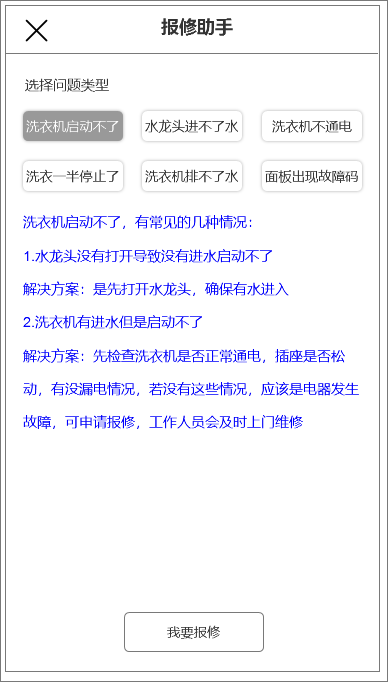 报修助手
选择问题类型
洗衣机启动不了 水龙头进不了水 洗衣机不通电
洗衣一半停止了 洗衣机排不了水 面板出现故障码
洗衣机启动不了，有常见的几种情况：
1.水龙头没有打开导致没有进水启动不了
解决方案：是先打开水龙头，确保有水进入
2.洗衣机有进水但是启动不了
解决方案：先检查洗衣机是否正常通电，插座是否松
动，有没漏电情况，若没有这些情况，应该是电器发生
故障，可申请报修，工作人员会及时上门维修
我要报修